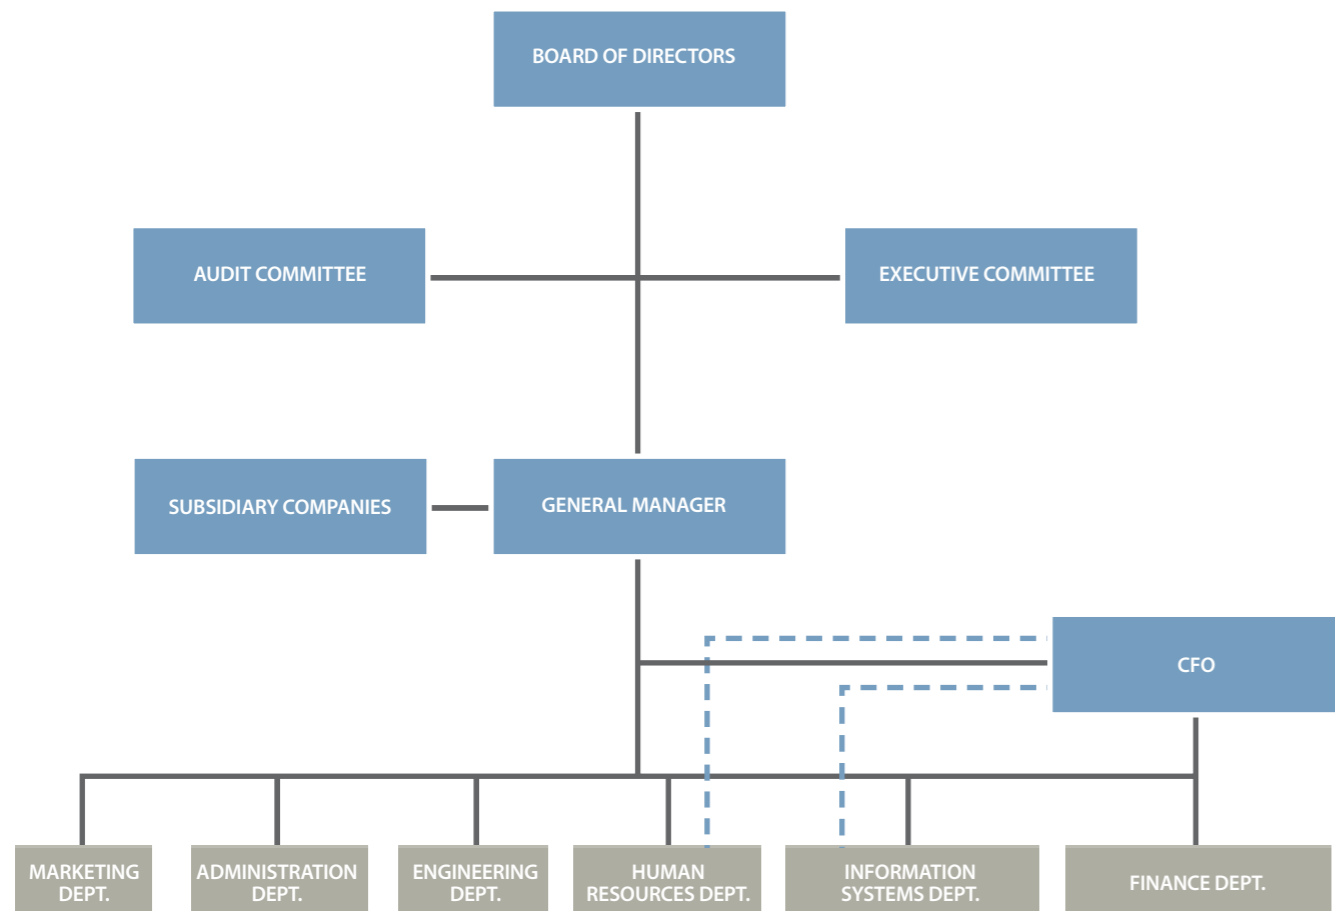 BOARD OF DIRECTORS
AUDIT COMMITTEE
EXECUTIVE COMMITTEE
SUBSIDIARY COMPANIES
GENERAL MANAGER
CFO
MARKETING
DEPT.
ADMINISTRATION
DEPT.
ENGINEERING
DEPT.
HUMAN
RESOURCES DEPT.
INFORMATION
SYSTEMS DEPT.
FINANCE DEPT.